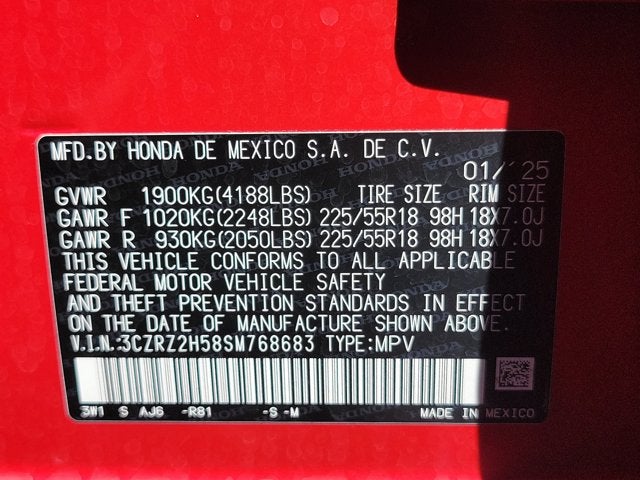 MFD.BY HONDA DE MEXICO S.A. DE C.V.
01/'25
GVWR 1900KG(4188LBS) TIRE SIZE RIM SIZE
GAWR F 1020KG(2248LBS) 225/55R18 98H 18X7.0J
GAWR R 930KG(2050LBS) 225/55R18 98H 18X7.0J
THIS VEHICLE CONFORMS TO ALL APPLICABLE
FEDERAL MOTOR VEHICLE SAFETY
AND THEFT PREVENTION STANDARDS IN EFFECT
ON THE DATE OF MANUFACTURE SHOWN ABOVE.
V.I.N.:3CZRZ2H58SM768683 TYPE:MPV
3W1 S AJ6 -R81 -S -M
MADE IN MEXICO